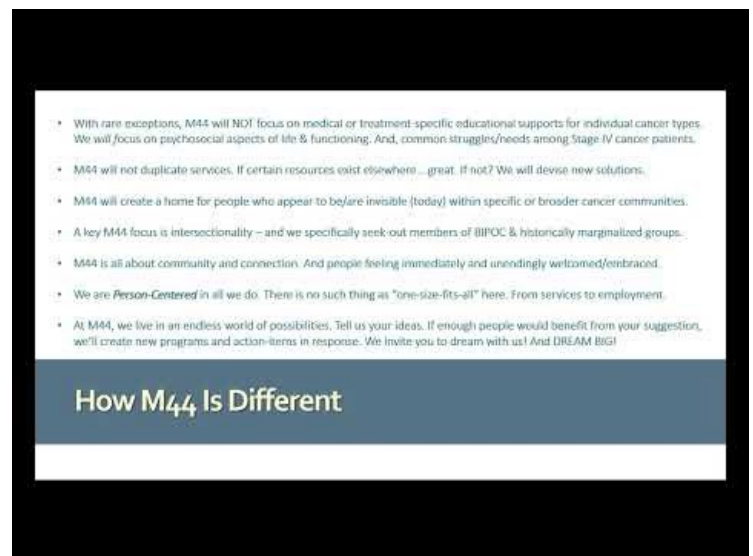 • With rare exceptions, M44 will NOT focus on medical or treatment-specific educational supports for individual cancer types.
We will focus on psychosocial aspects of life & functioning. And, common struggles/needs among Stage IV cancer patients.
• M44 will not duplicate services. If certain resources exist elsewhere... great. If not? We will devise new solutions.
• M44 will create a home for people who appear to be/are invisible (today) within specific or broader cancer communities.
• A key M44 focus is intersectionality – and we specifically seek-out members of BIPOC & historically marginalized groups.
• M44 is all about community and connection. And people feeling immediately and unendingly welcomed/embraced.
• We are Person-Centered in all we do. There is no such thing as "one-size-fits-all" here. From services to employment.
• At M44, we live in an endless world of possibilities. Tell us your ideas. If enough people would benefit from your suggestion,
we'll create new programs and action-items in response. We invite you to dream with us! And DREAM BIG!
How M44 Is Different